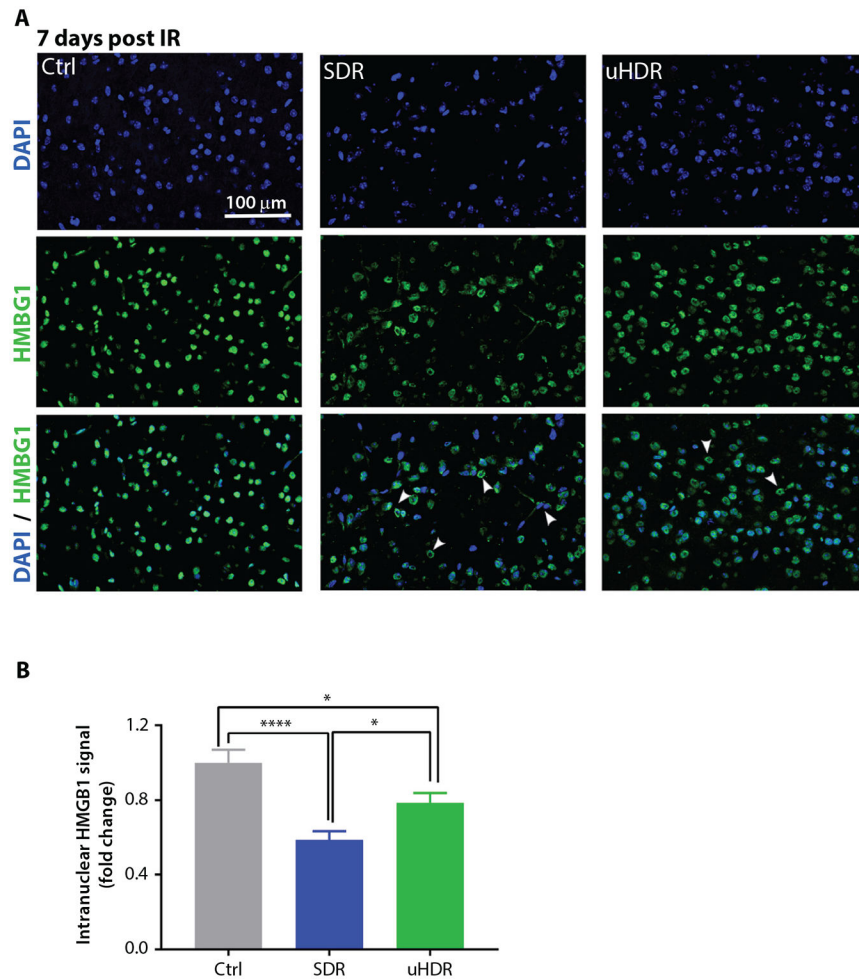 A
7 days post IR
Ctrl
SDR
uHDR
DAPI
100 μm
HMBG1
DAPI / HMBG1
B
Intranuclear HMGB1 signal
(fold change)
1.2
0.8
0.4
0.0
*
****
*
Ctrl
SDR
uHDR